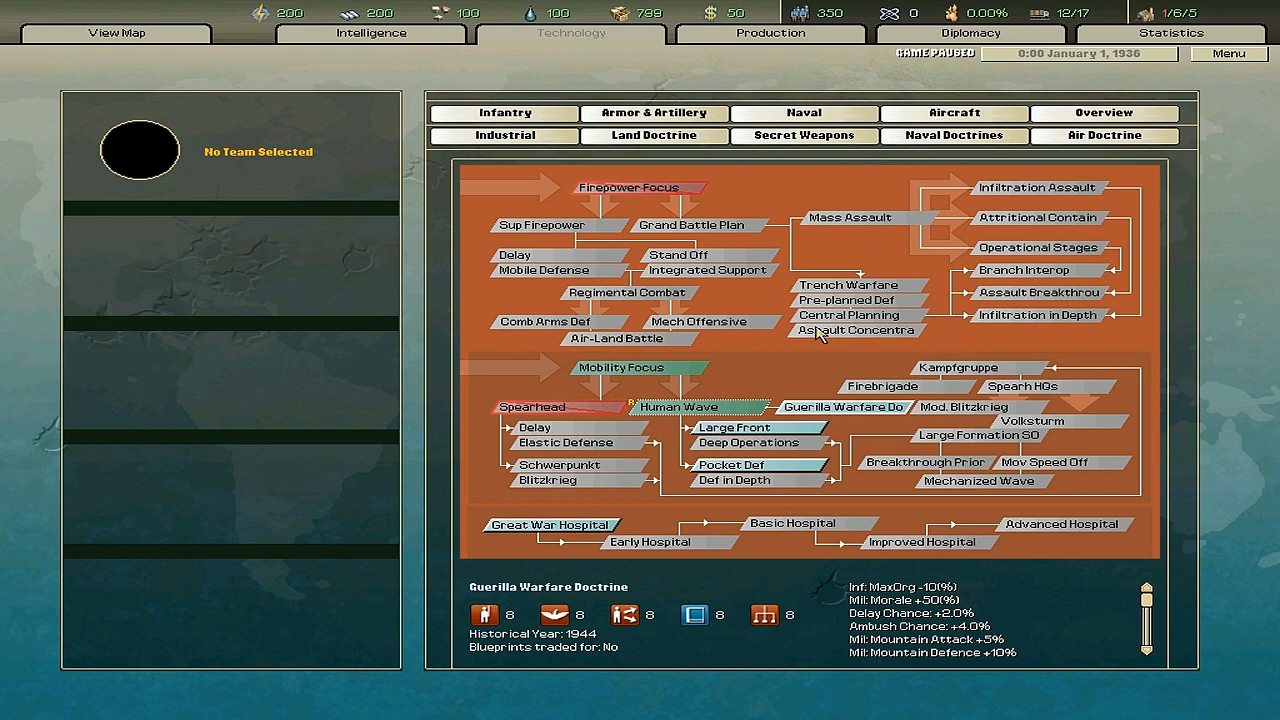 200 200 100 100 799 50 350 0 0.00% 12/17 1/6/5
View Map Intelligence Technology Production Diplomacy Statistics
GAME PAUSED 0:00 January 1, 1936 Menu
No Team Selected
Infantry Armor & Artillery Naval Aircraft Overview
Industrial Land Doctrine Secret Weapons Naval Doctrines Air Doctrine
Firepower Focus Infiltration Assault
Sup Firepower Grand Battle Plan Mass Assault Attritional Contain
Delay Stand Off Operational Stages
Mobile Defense Integrated Support Branch Interop
Regimental Combat Trench Warfare Assault Breakthrou
Pre-planned Def
Comb Arms Def Mech Offensive Central Planning Infiltration in Depth
Air-Land Battle Assault Concentra
Mobility Focus Kampfgruppe
Firebrigade Spearh HQs
Spearhead R Human Wave Guerilla Warfare Do Mod. Blitzkrieg
Volksturm
Delay Large Front Large Formation SO
Elastic Defense Deep Operations
Schwerpunkt Pocket Def Breakthrough Prior Mov Speed Off
Blitzkrieg Def in Depth Mechanized Wave
Great War Hospital Basic Hospital Advanced Hospital
Early Hospital Improved Hospital
Guerilla Warfare Doctrine
8 8 8 8 8
Historical Year: 1944
Blueprints traded for: No
Inf: MaxOrg -10(%)
Mil: Morale +50(%)
Delay Chance: +2.0%
Ambush Chance: +4.0%
Mil: Mountain Attack +5%
Mil: Mountain Defence +10%